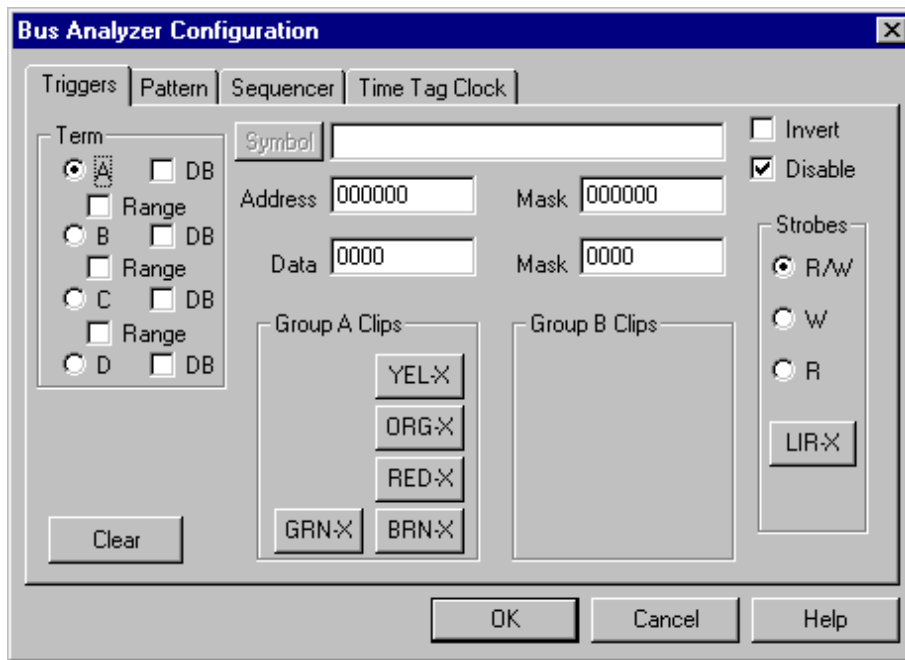 Bus Analyzer Configuration
Triggers Pattern Sequencer Time Tag Clock
Term
A DB
Range
B DB
Range
C DB
Range
D DB
Clear
Symbol
Address 000000 Mask 000000
Data 0000 Mask 0000
Group A Clips
YEL-X
ORG-X
RED-X
GRN-X BRN-X
Group B Clips
Invert
Disable
Strobes
R/W
W
R
LIR-X
OK Cancel Help